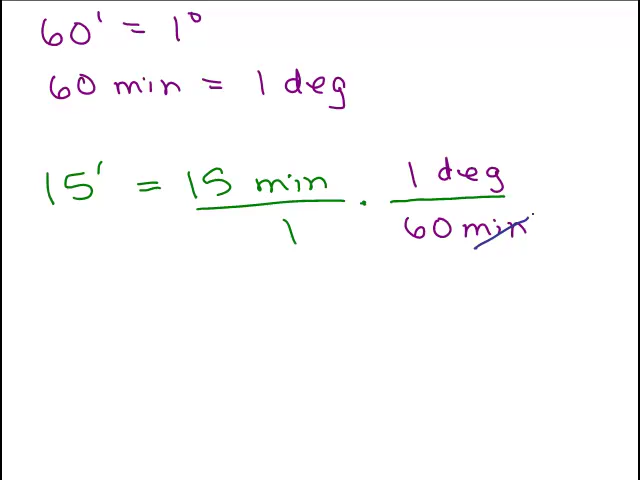 60' = 1°
60 min = 1 deg
15' = 15 min / 1 · 1 deg / 60 min